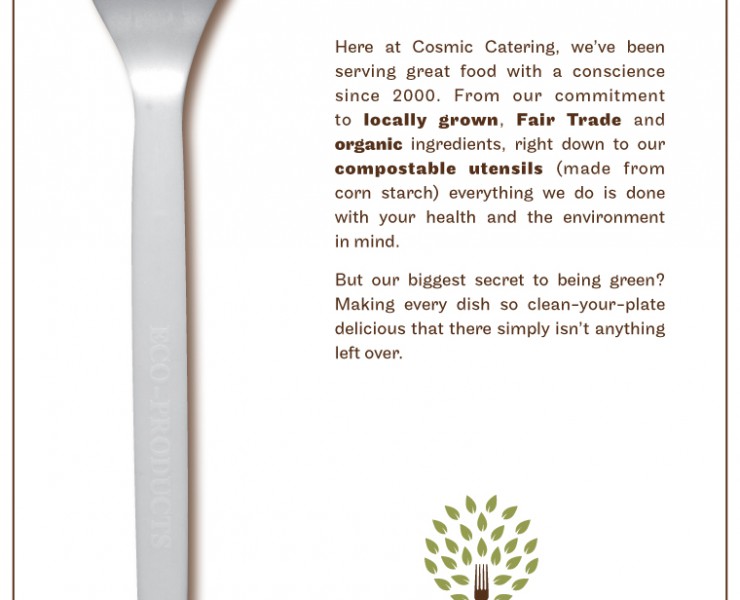 Here at Cosmic Catering, we've been
serving great food with a conscience
since 2000. From our commitment
to locally grown, Fair Trade and
organic ingredients, right down to our
compostable utensils (made from
corn starch) everything we do is done
with your health and the environment
in mind.
But our biggest secret to being green?
Making every dish so clean-your-plate
delicious that there simply isn't anything
left over.
ECO-PRODUCTS